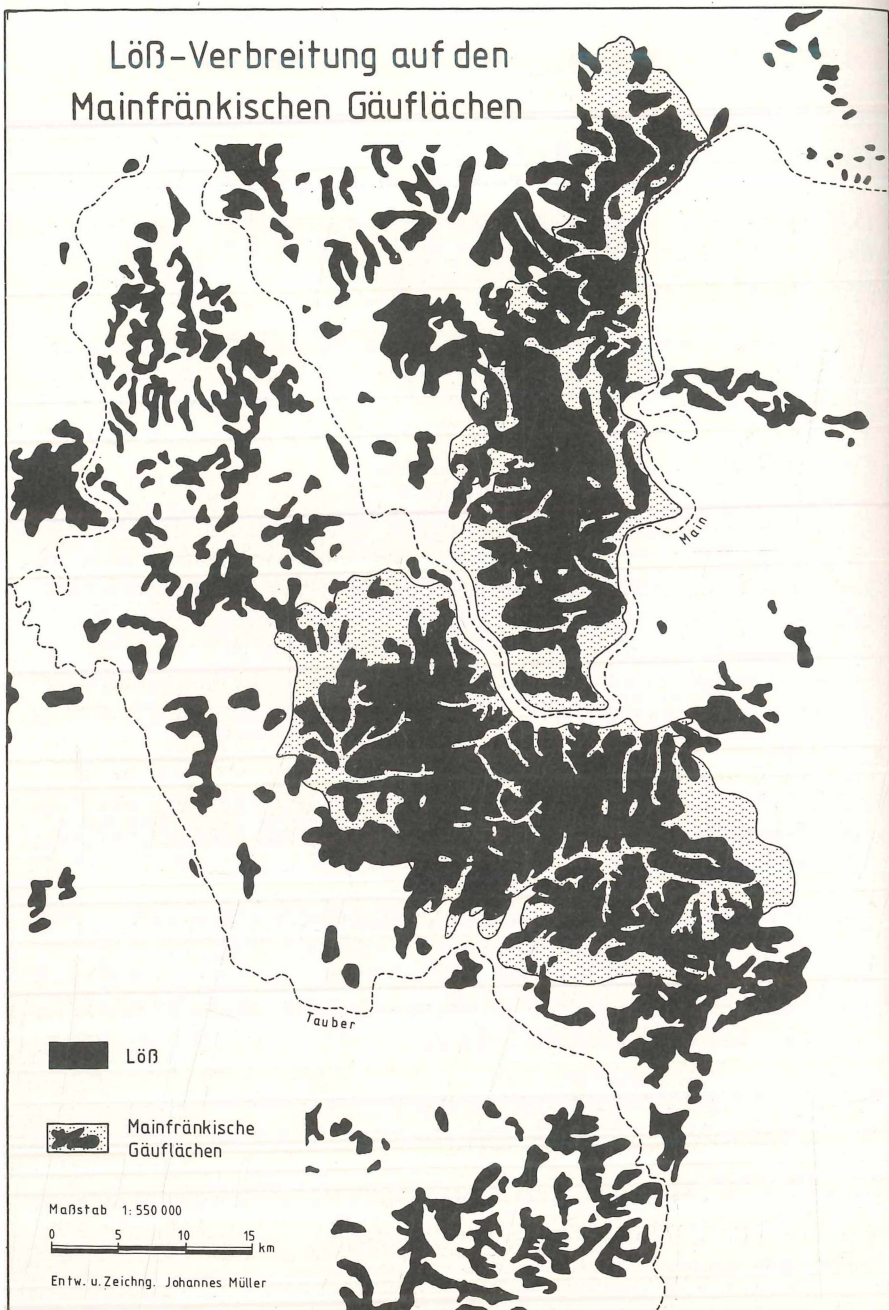 Löß-Verbreitung auf den
Mainfränkischen Gäuflächen
Main
Tauber
Löß
Mainfränkische
Gäuflächen
Maßstab 1:550 000
0 5 10 15
km
Entw. u. Zeichng. Johannes Müller